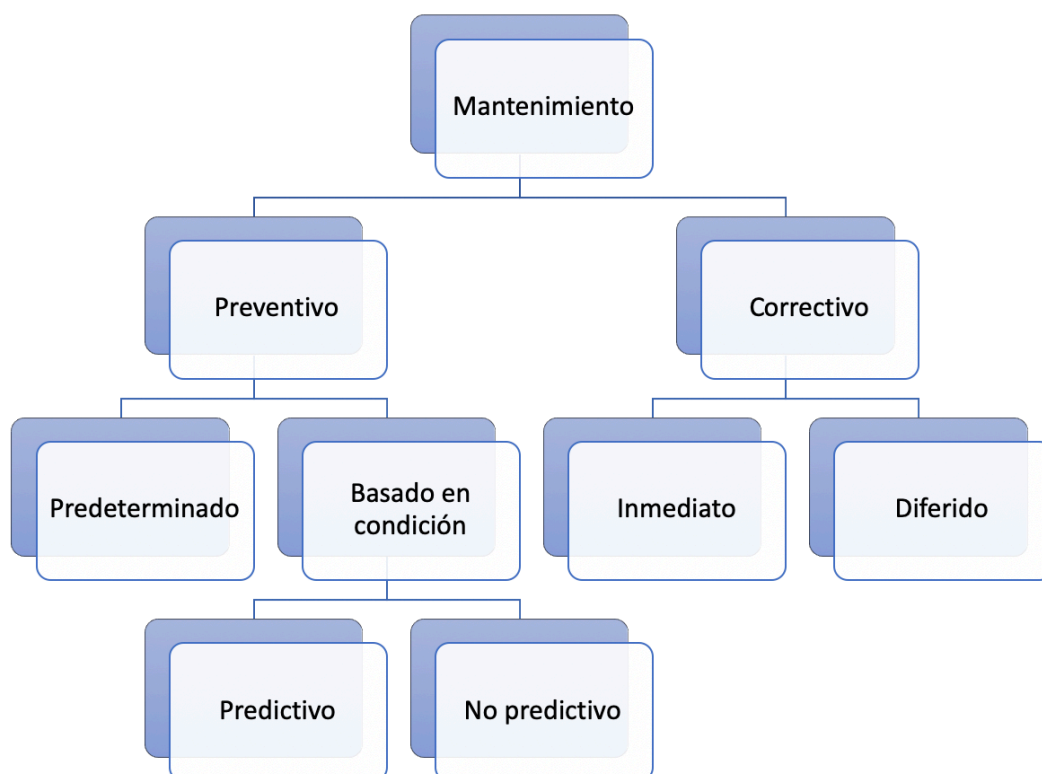 Mantenimiento
Preventivo
Correctivo
Predeterminado
Basado en
condición
Inmediato
Diferido
Predictivo
No predictivo